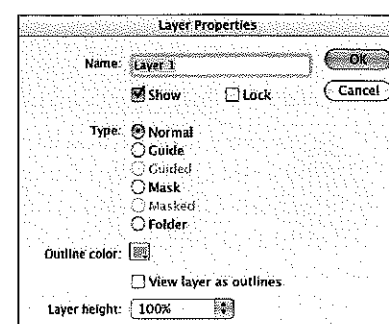 Layer Properties
Name: Layer 1 OK
Show Lock Cancel
Type: Normal
Guide
Guided
Mask
Masked
Folder
Outline color:
View layer as outlines
Layer height: 100%